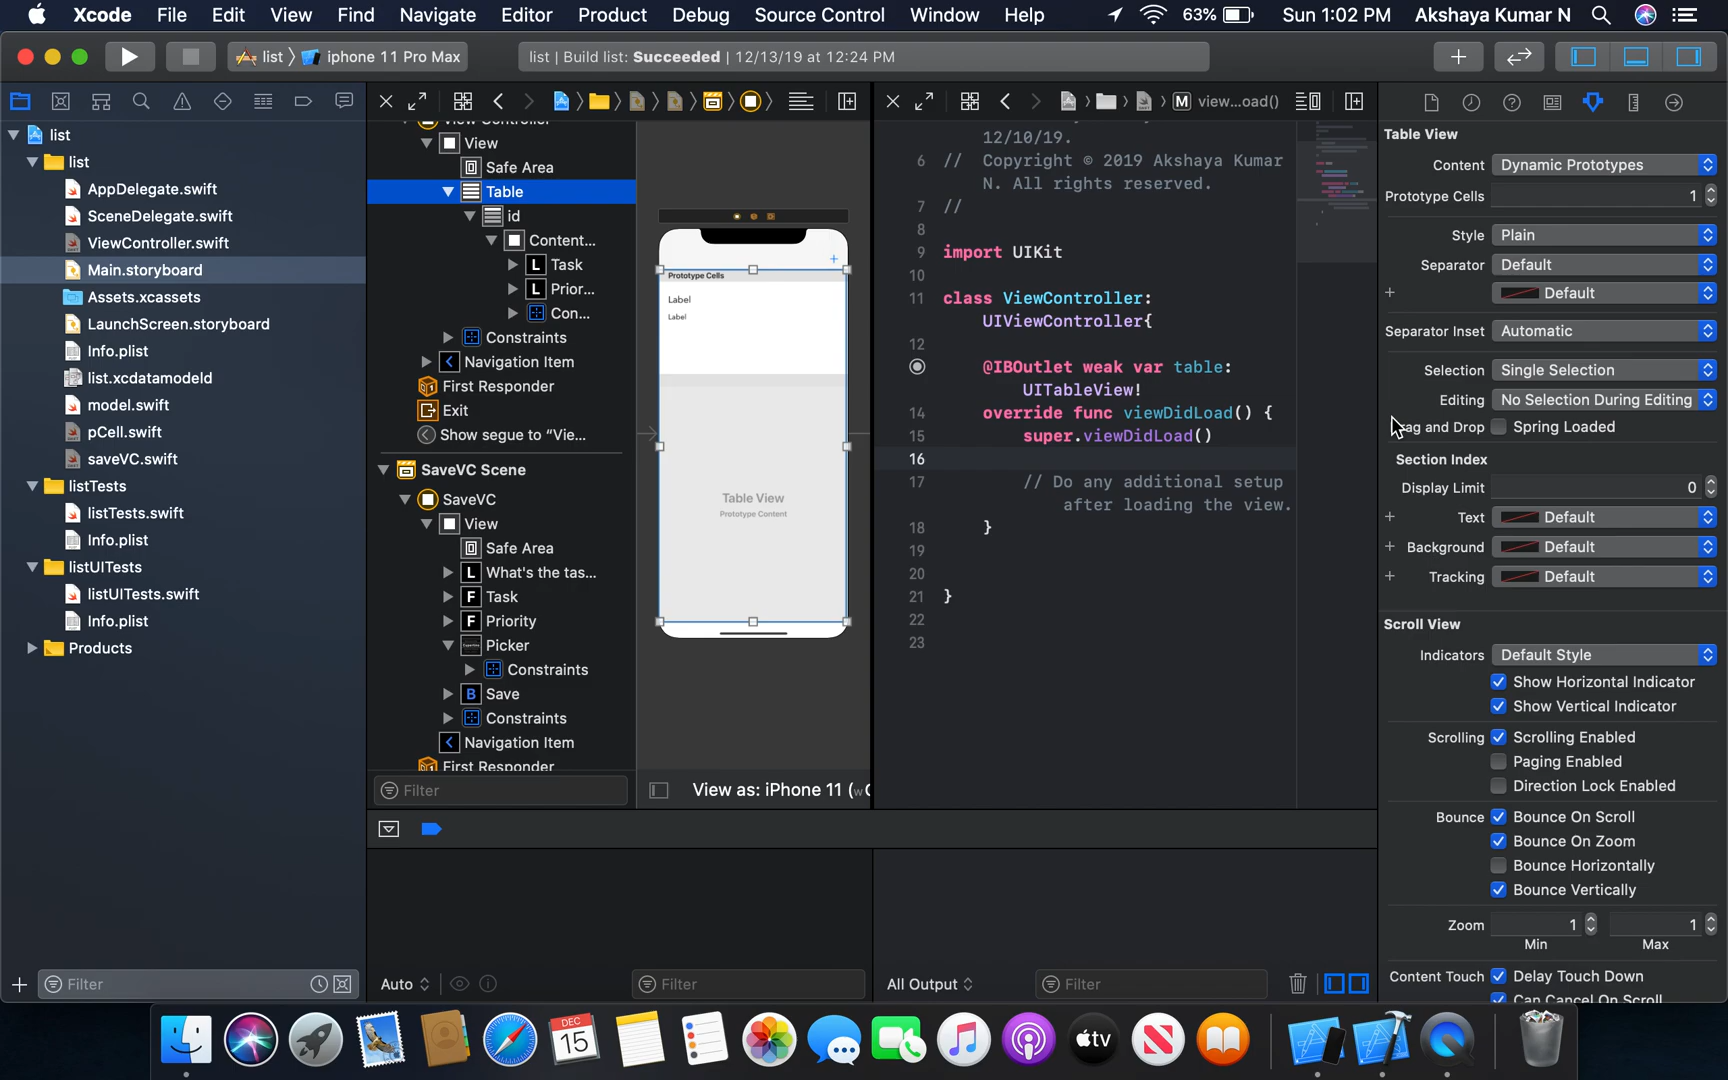 Xcode File Edit View Find Navigate Editor Product Debug Source Control Window Help 63% Sun 1:02 PM Akshaya Kumar N
list iphone 11 Pro Max list | Build list: Succeeded | 12/13/19 at 12:24 PM
M view...oad()
list
list
AppDelegate.swift
SceneDelegate.swift
ViewController.swift
Main.storyboard
Assets.xcassets
LaunchScreen.storyboard
Info.plist
list.xcdatamodeld
model.swift
pCell.swift
saveVC.swift
listTests
listTests.swift
Info.plist
listUITests
listUITests.swift
Info.plist
Products
Filter
View
Safe Area
Table
id
Content...
L Task
L Prior...
Con...
Constraints
Navigation Item
First Responder
Exit
Show segue to “Vie...
SaveVC Scene
SaveVC
View
Safe Area
L What's the tas...
F Task
F Priority
Picker
Constraints
B Save
Constraints
Navigation Item
First Responder
Filter
Prototype Cells
Label
Label
Table View
Prototype Content
View as: iPhone 11 (wC
12/10/19.
6 // Copyright © 2019 Akshaya Kumar
N. All rights reserved.
7 //
8
9 import UIKit
10
11 class ViewController:
UIViewController{
12
@IBOutlet weak var table:
UITableView!
14 override func viewDidLoad() {
15 super.viewDidLoad()
16
17 // Do any additional setup
after loading the view.
18 }
19
20
21 }
22
23
Auto Filter All Output Filter
Table View
Content Dynamic Prototypes
Prototype Cells 1
Style Plain
Separator Default
Default
Separator Inset Automatic
Selection Single Selection
Editing No Selection During Editing
and Drop Spring Loaded
Section Index
Display Limit 0
Text Default
Background Default
Tracking Default
Scroll View
Indicators Default Style
Show Horizontal Indicator
Show Vertical Indicator
Scrolling Scrolling Enabled
Paging Enabled
Direction Lock Enabled
Bounce Bounce On Scroll
Bounce On Zoom
Bounce Horizontally
Bounce Vertically
Zoom 1 1
Min Max
Content Touch Delay Touch Down
Can Cancel On Scroll
DEC
15
tv